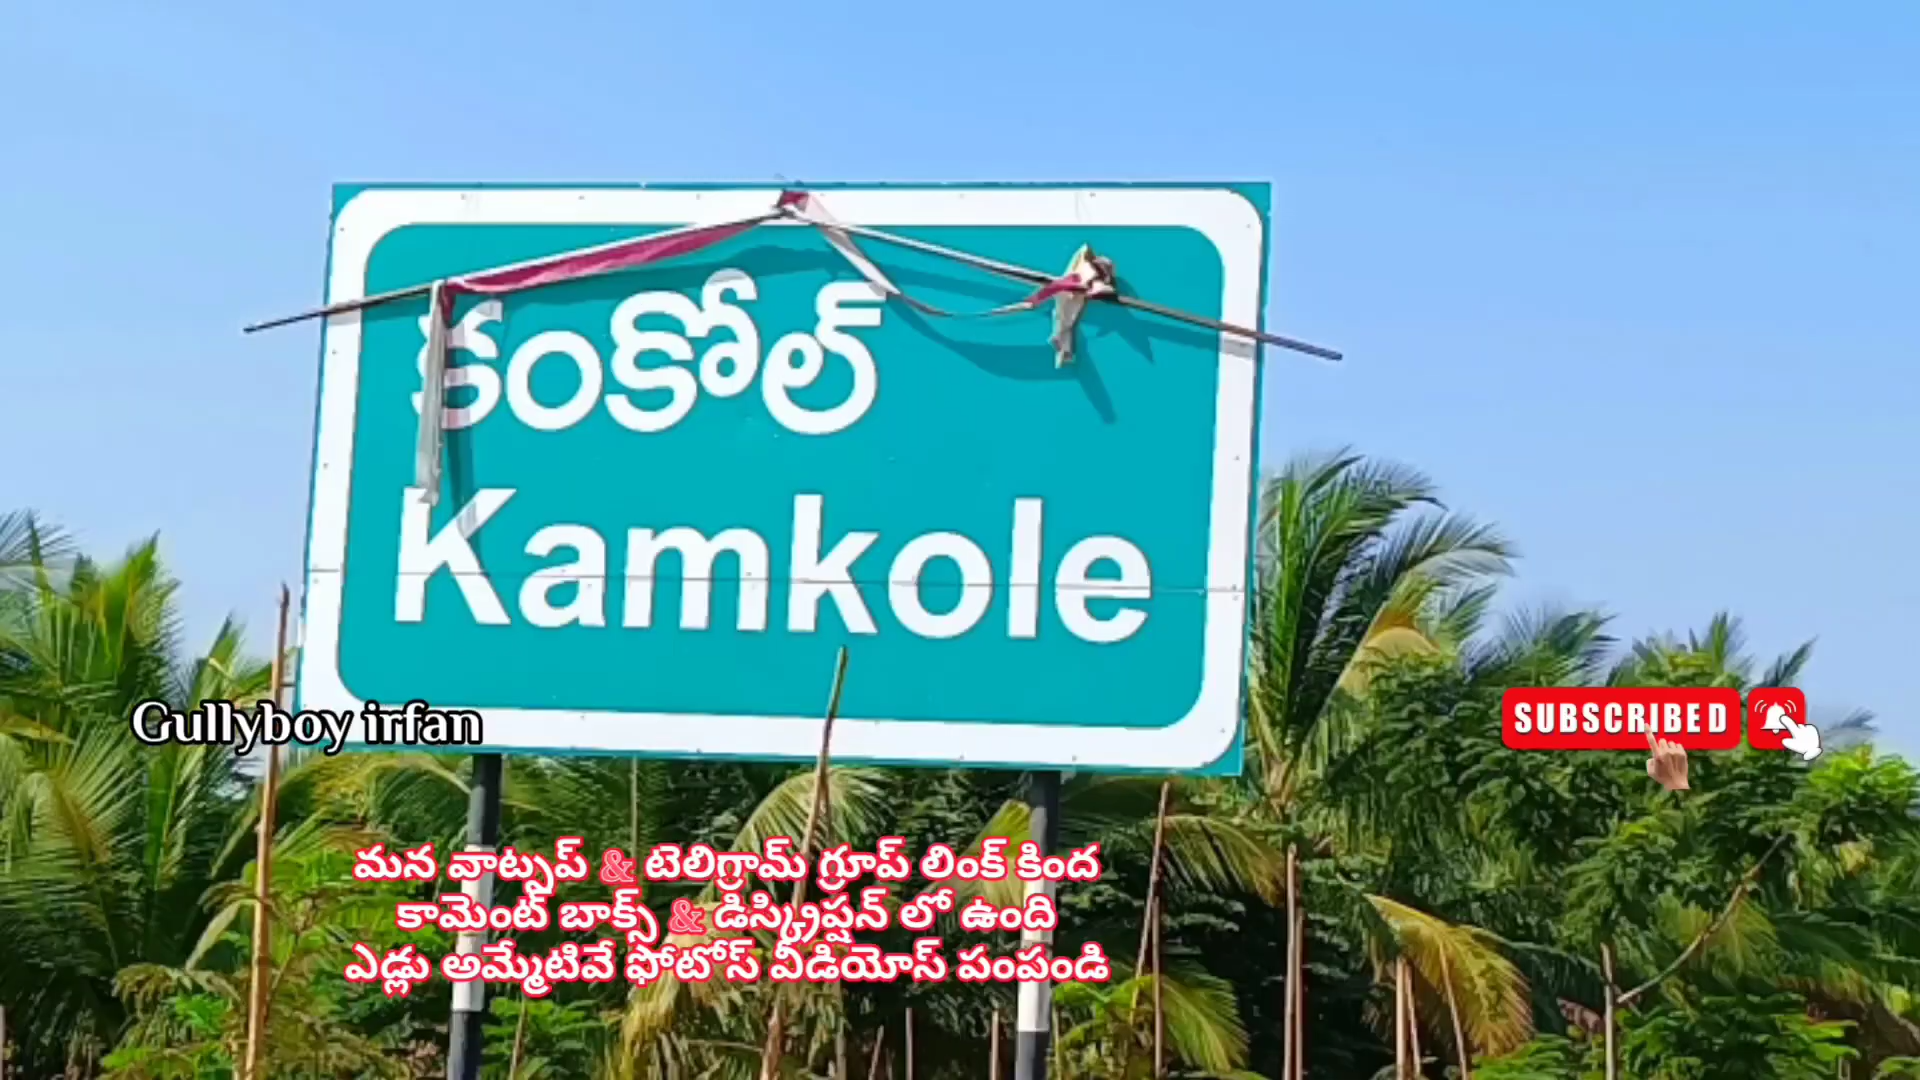 కంకోల్
Kamkole
Gullyboy irfan
SUBSCRIBED
మన వాట్సప్ & టెలిగ్రామ్ గ్రూప్ లింక్ కింద
కామెంట్ బాక్స్ & డిస్క్రిప్షన్ లో ఉంది
ఎడ్లు అమ్మేటివే ఫోటోస్ వీడియోస్ పంపండి